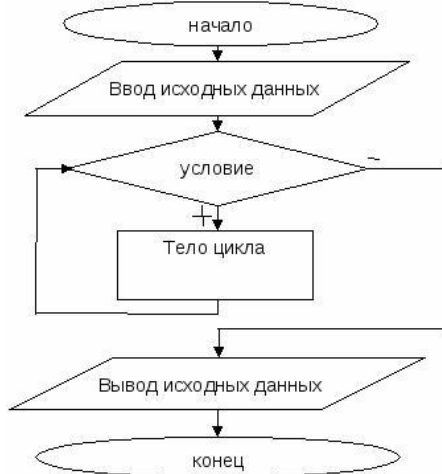 начало
Ввод исходных данных
условие
-
+
Тело цикла
Вывод исходных данных
конец